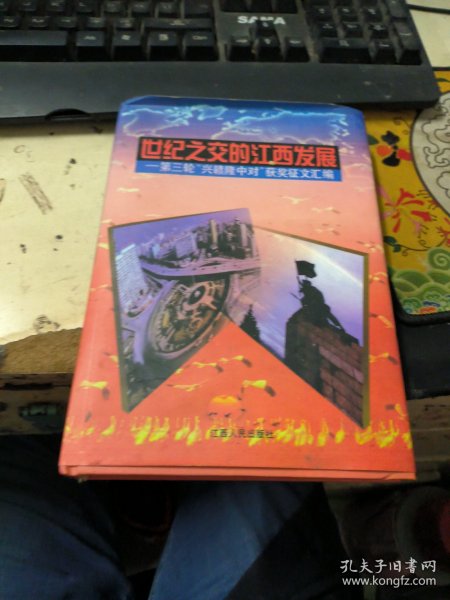 SAMA
世纪之交的江西发展
—第三轮“兴赣隆中对”获奖征文汇编
江西人民出版社
孔夫子旧书网
www.kongfz.com